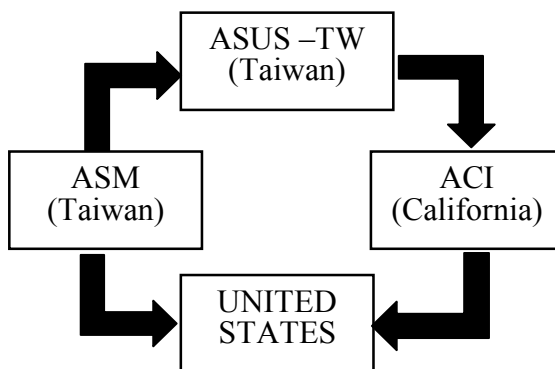 ASUS –TW
(Taiwan)
ASM
(Taiwan)
ACI
(California)
UNITED
STATES